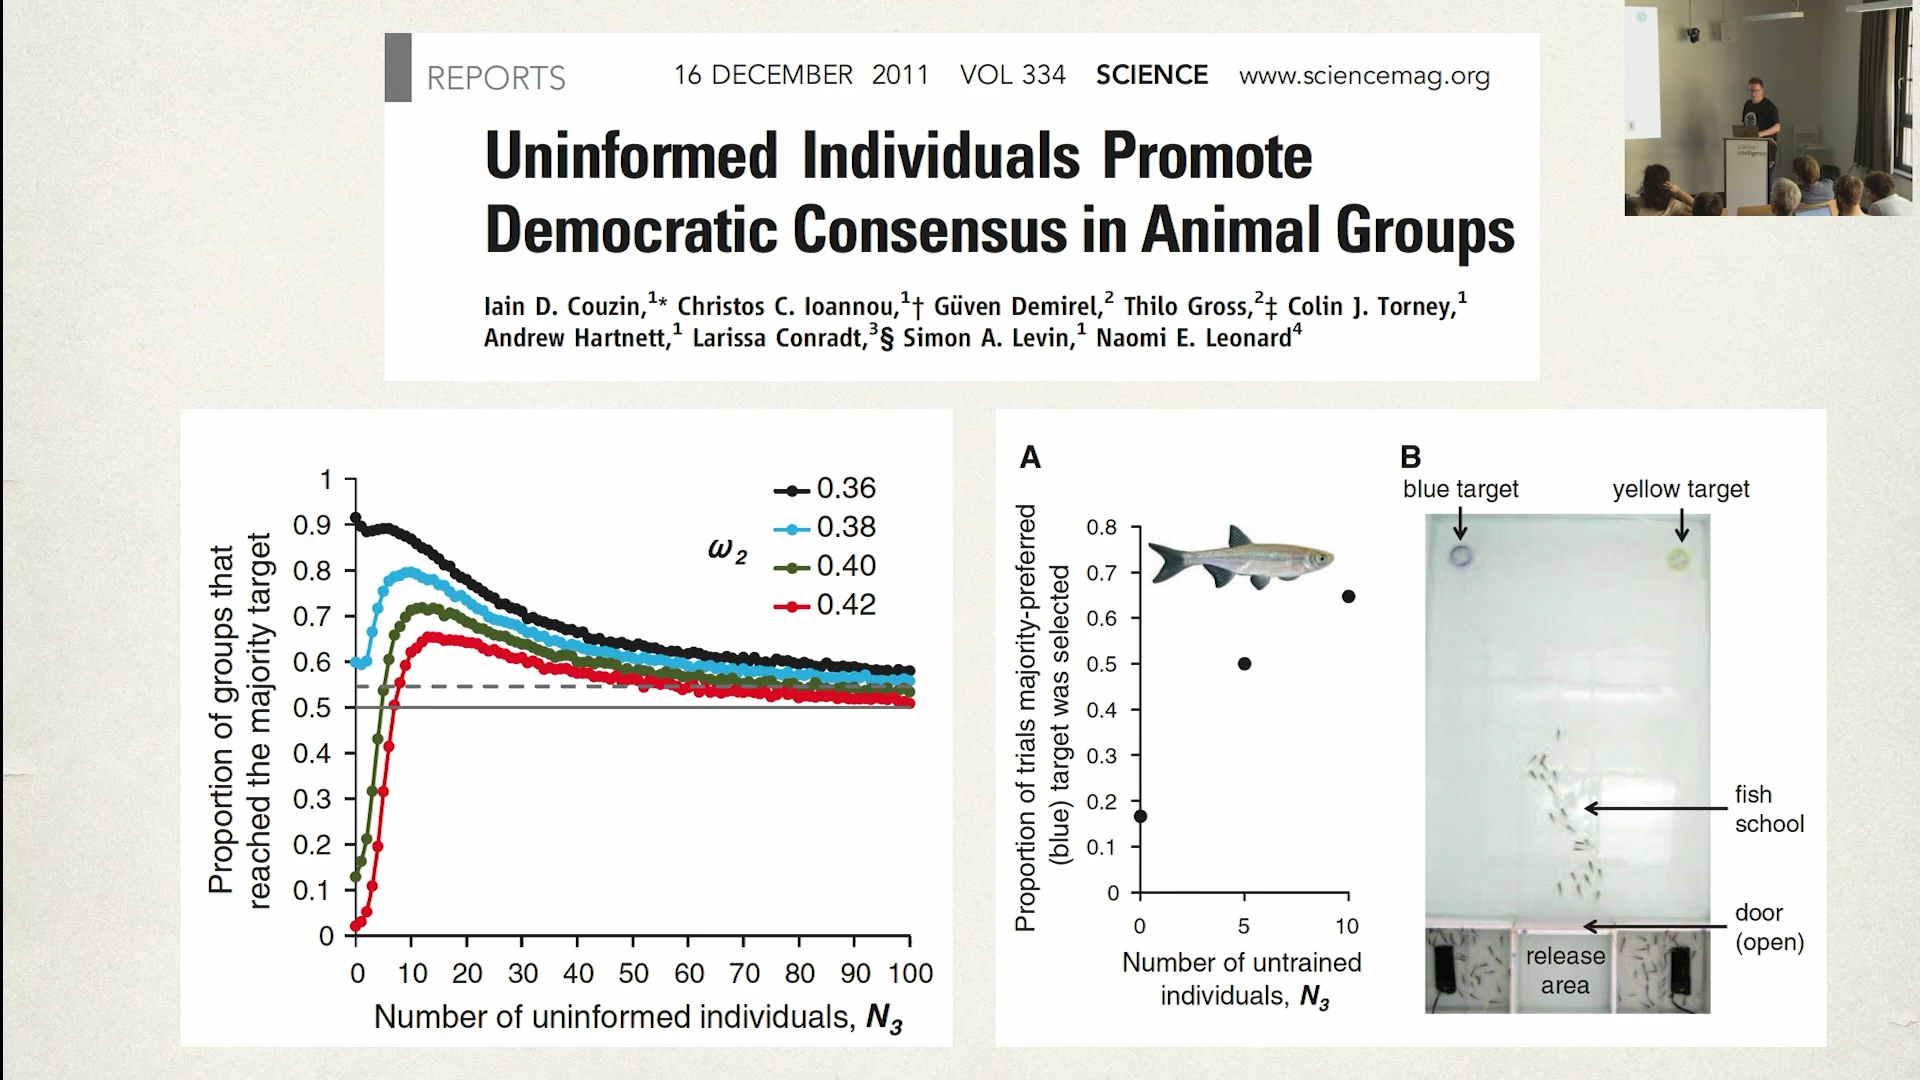 REPORTS
16 DECEMBER 2011 VOL 334 SCIENCE www.sciencemag.org
Uninformed Individuals Promote
Democratic Consensus in Animal Groups
Iain D. Couzin,1* Christos C. Ioannou,1† Güven Demirel,2 Thilo Gross,2‡ Colin J. Torney,1
Andrew Hartnett,1 Larissa Conradt,3§ Simon A. Levin,1 Naomi E. Leonard4
Proportion of groups that
reached the majority target
1
0.9
0.8
0.7
0.6
0.5
0.4
0.3
0.2
0.1
0
ω2
0.36
0.38
0.40
0.42
0 10 20 30 40 50 60 70 80 90 100
Number of uninformed individuals, N3
A
Proportion of trials majority-preferred
(blue) target was selected
0.8
0.7
0.6
0.5
0.4
0.3
0.2
0.1
0
0 5 10
Number of untrained
individuals, N3
B
blue target
yellow target
fish
school
door
(open)
release
area
science of
intelligence